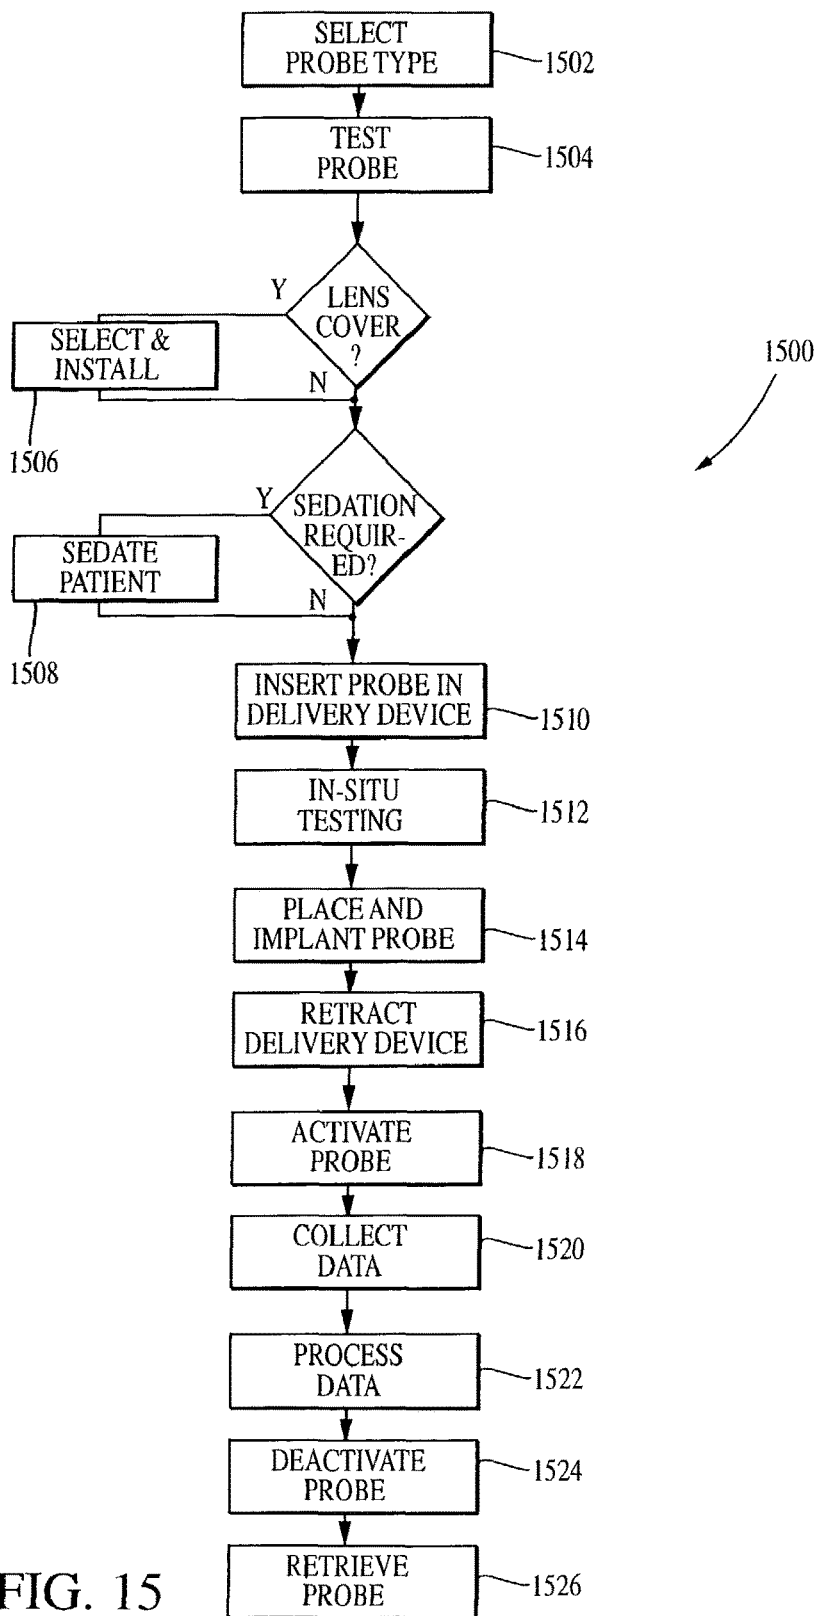 SELECT
PROBE TYPE
1502
TEST
PROBE
1504
LENS
COVER
?
Y
SELECT &
INSTALL
N
1506
1500
SEDATION
REQUIR-
ED?
Y
SEDATE
PATIENT
N
1508
INSERT PROBE IN
DELIVERY DEVICE
1510
IN-SITU
TESTING
1512
PLACE AND
IMPLANT PROBE
1514
RETRACT
DELIVERY DEVICE
1516
ACTIVATE
PROBE
1518
COLLECT
DATA
1520
PROCESS
DATA
1522
DEACTIVATE
PROBE
1524
RETRIEVE
PROBE
1526
FIG. 15